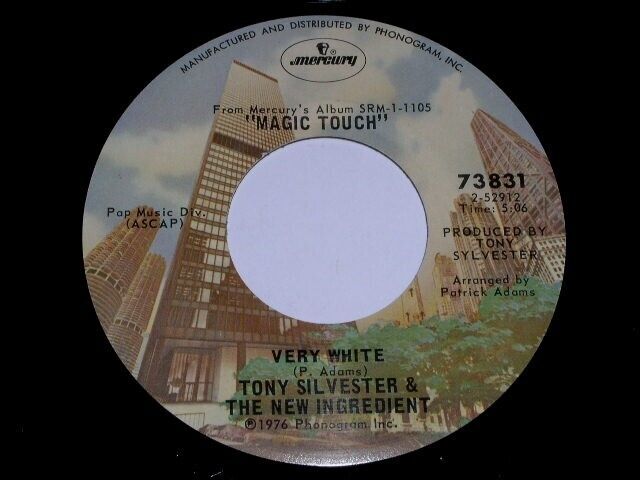 MANUFACTURED AND DISTRIBUTED BY PHONOGRAM, INC.
mercury
From Mercury's Album SRM-1-1105
"MAGIC TOUCH"
73831
2-52912
Time: 5:06
Pap Music Div.
(ASCAP)
PRODUCED BY
TONY
SYLVESTER
Arranged by
Patrick Adams
VERY WHITE
(P. Adams)
TONY SILVESTER &
THE NEW INGREDIENT
℗1976 Phonogram Inc.